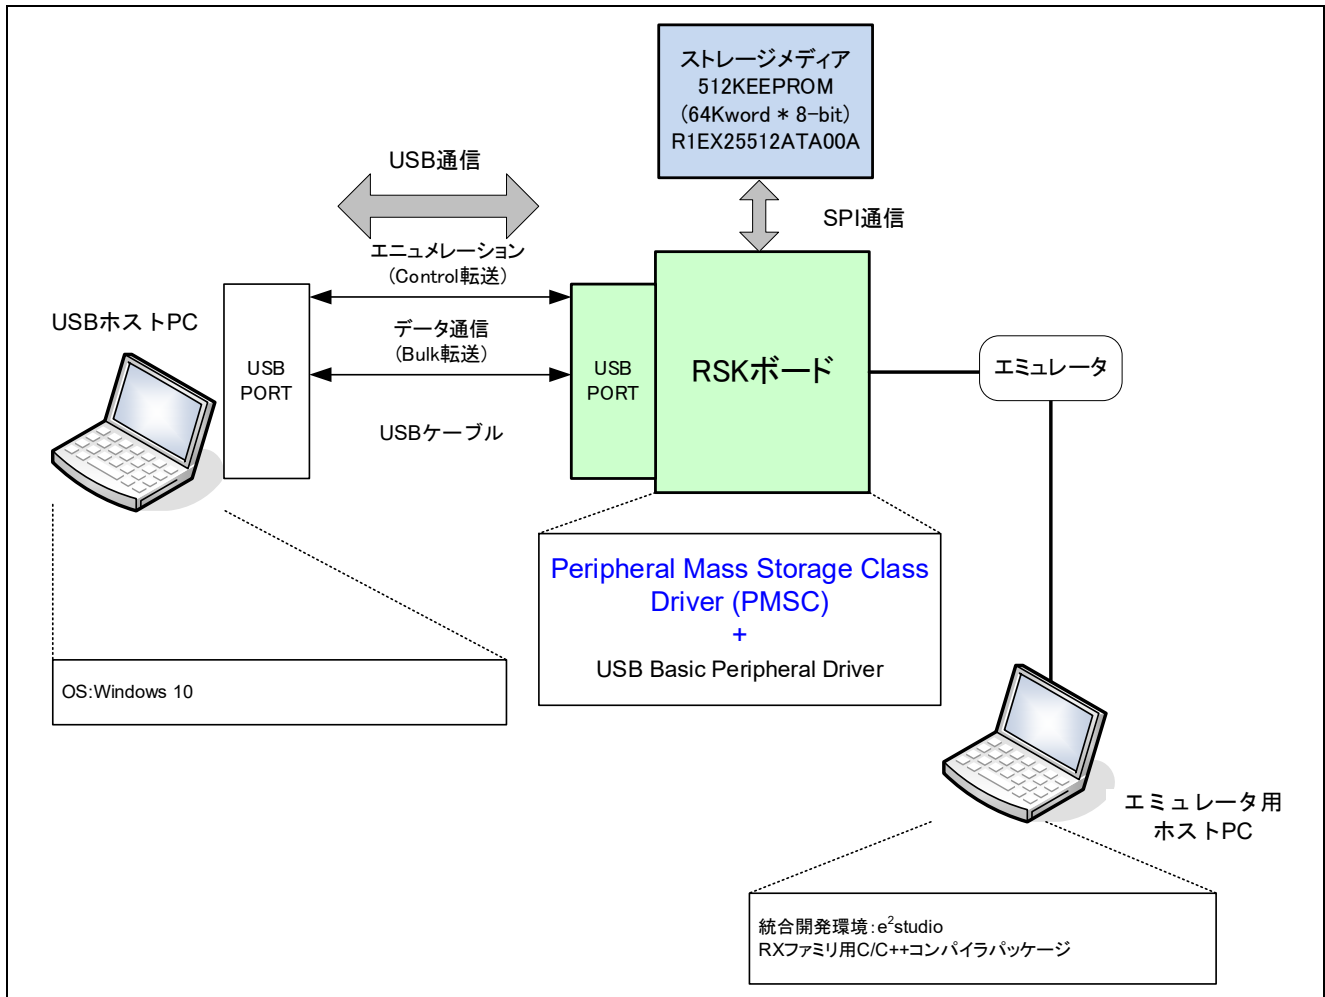 ストレージメディア
512KEEPROM
(64Kword * 8-bit)
R1EX25512ATA00A
USB通信
SPI通信
エニュメレーション
(Control転送)
USBホストPC
データ通信
(Bulk転送)
USB
PORT
USB
PORT
RSKボード
エミュレータ
USBケーブル
Peripheral Mass Storage Class
Driver (PMSC)
+
USB Basic Peripheral Driver
OS:Windows 10
エミュレータ用
ホストPC
統合開発環境:e²studio
RXファミリ用C/C++コンパイラパッケージ